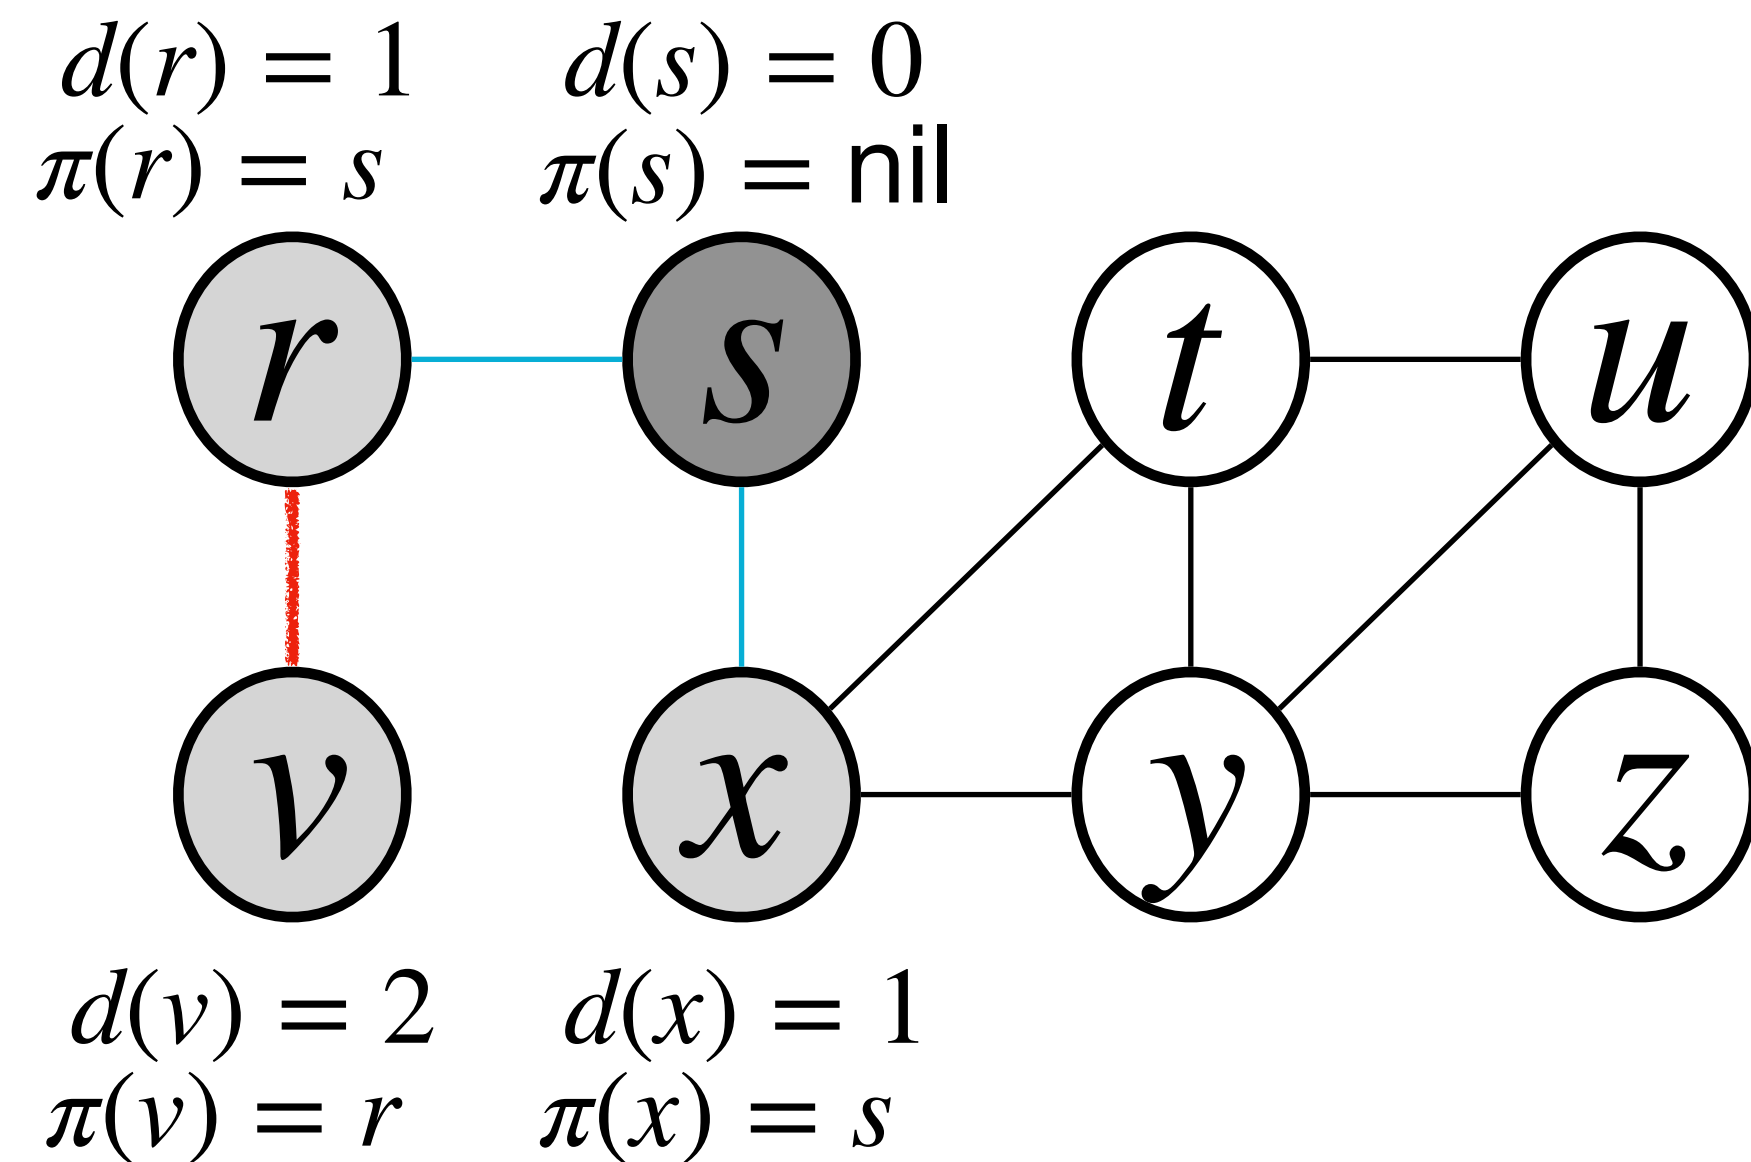 d(r) = 1
π(r) = s
d(s) = 0
π(s) = nil
r
s
t
u
v
x
y
z
d(v) = 2
π(v) = r
d(x) = 1
π(x) = s